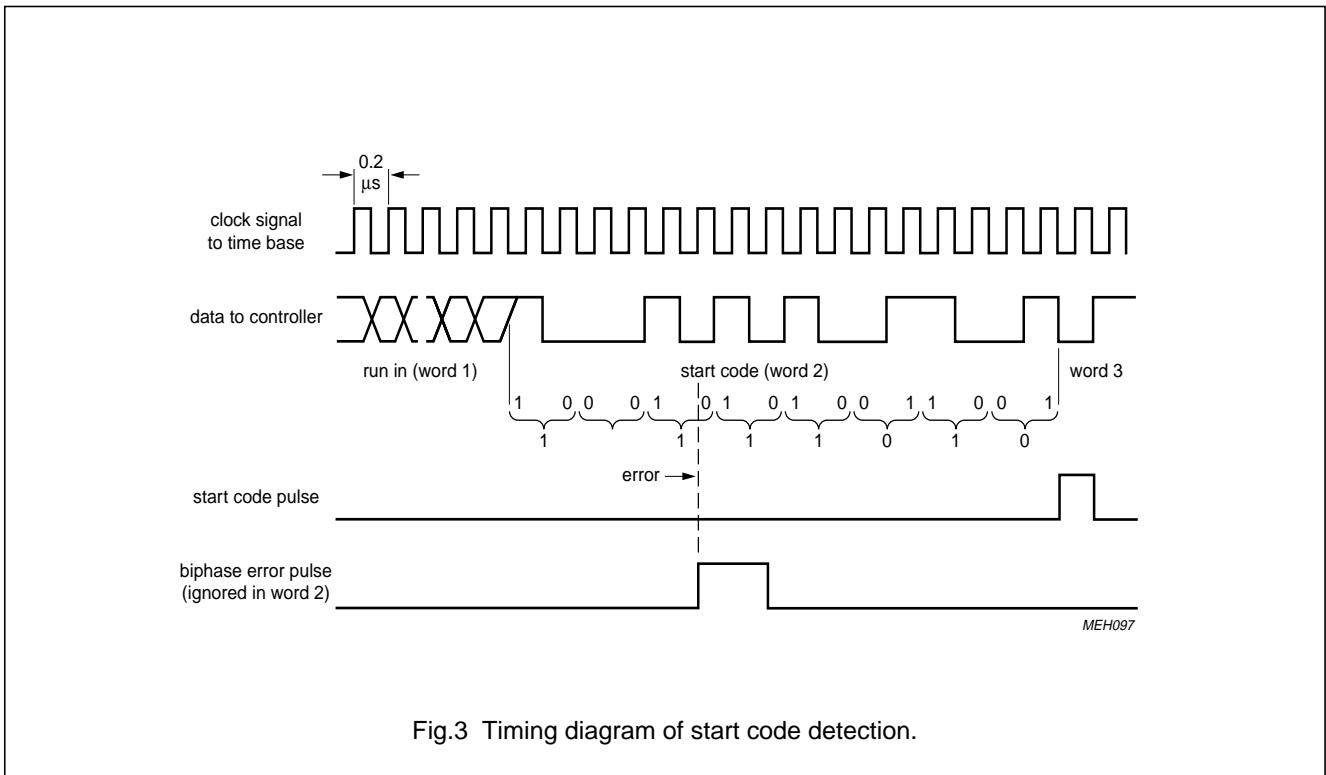 0.2
μs
clock signal
to time base
data to controller
run in (word 1)
start code (word 2)
word 3
1 0 0 0 1 0 1 0 1 0 0 1 1 0 0 1
1 1 1 1 0 1 0
error
start code pulse
biphase error pulse
(ignored in word 2)
MEH097
Fig.3 Timing diagram of start code detection.